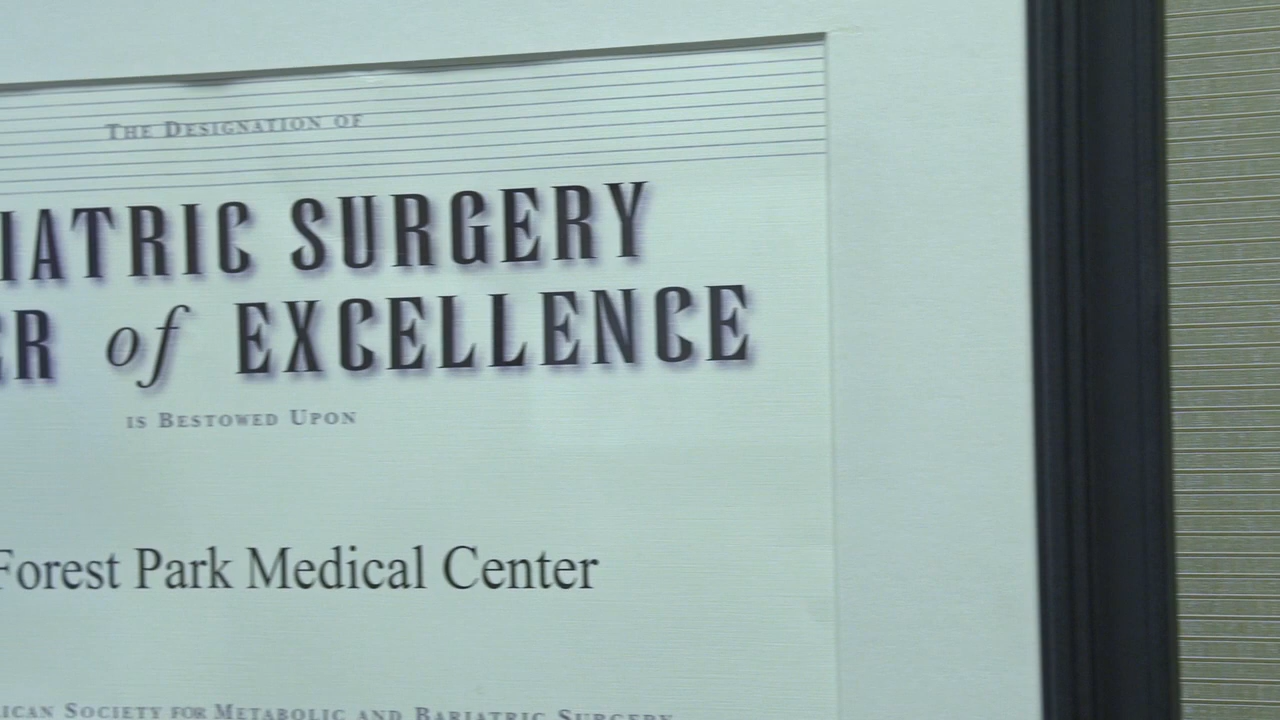 THE DESIGNATION OF
IATRIC SURGERY
ER of EXCELLENCE
IS BESTOWED UPON
Forest Park Medical Center
ICAN SOCIETY FOR METABOLIC AND BARIATRIC SURGERY